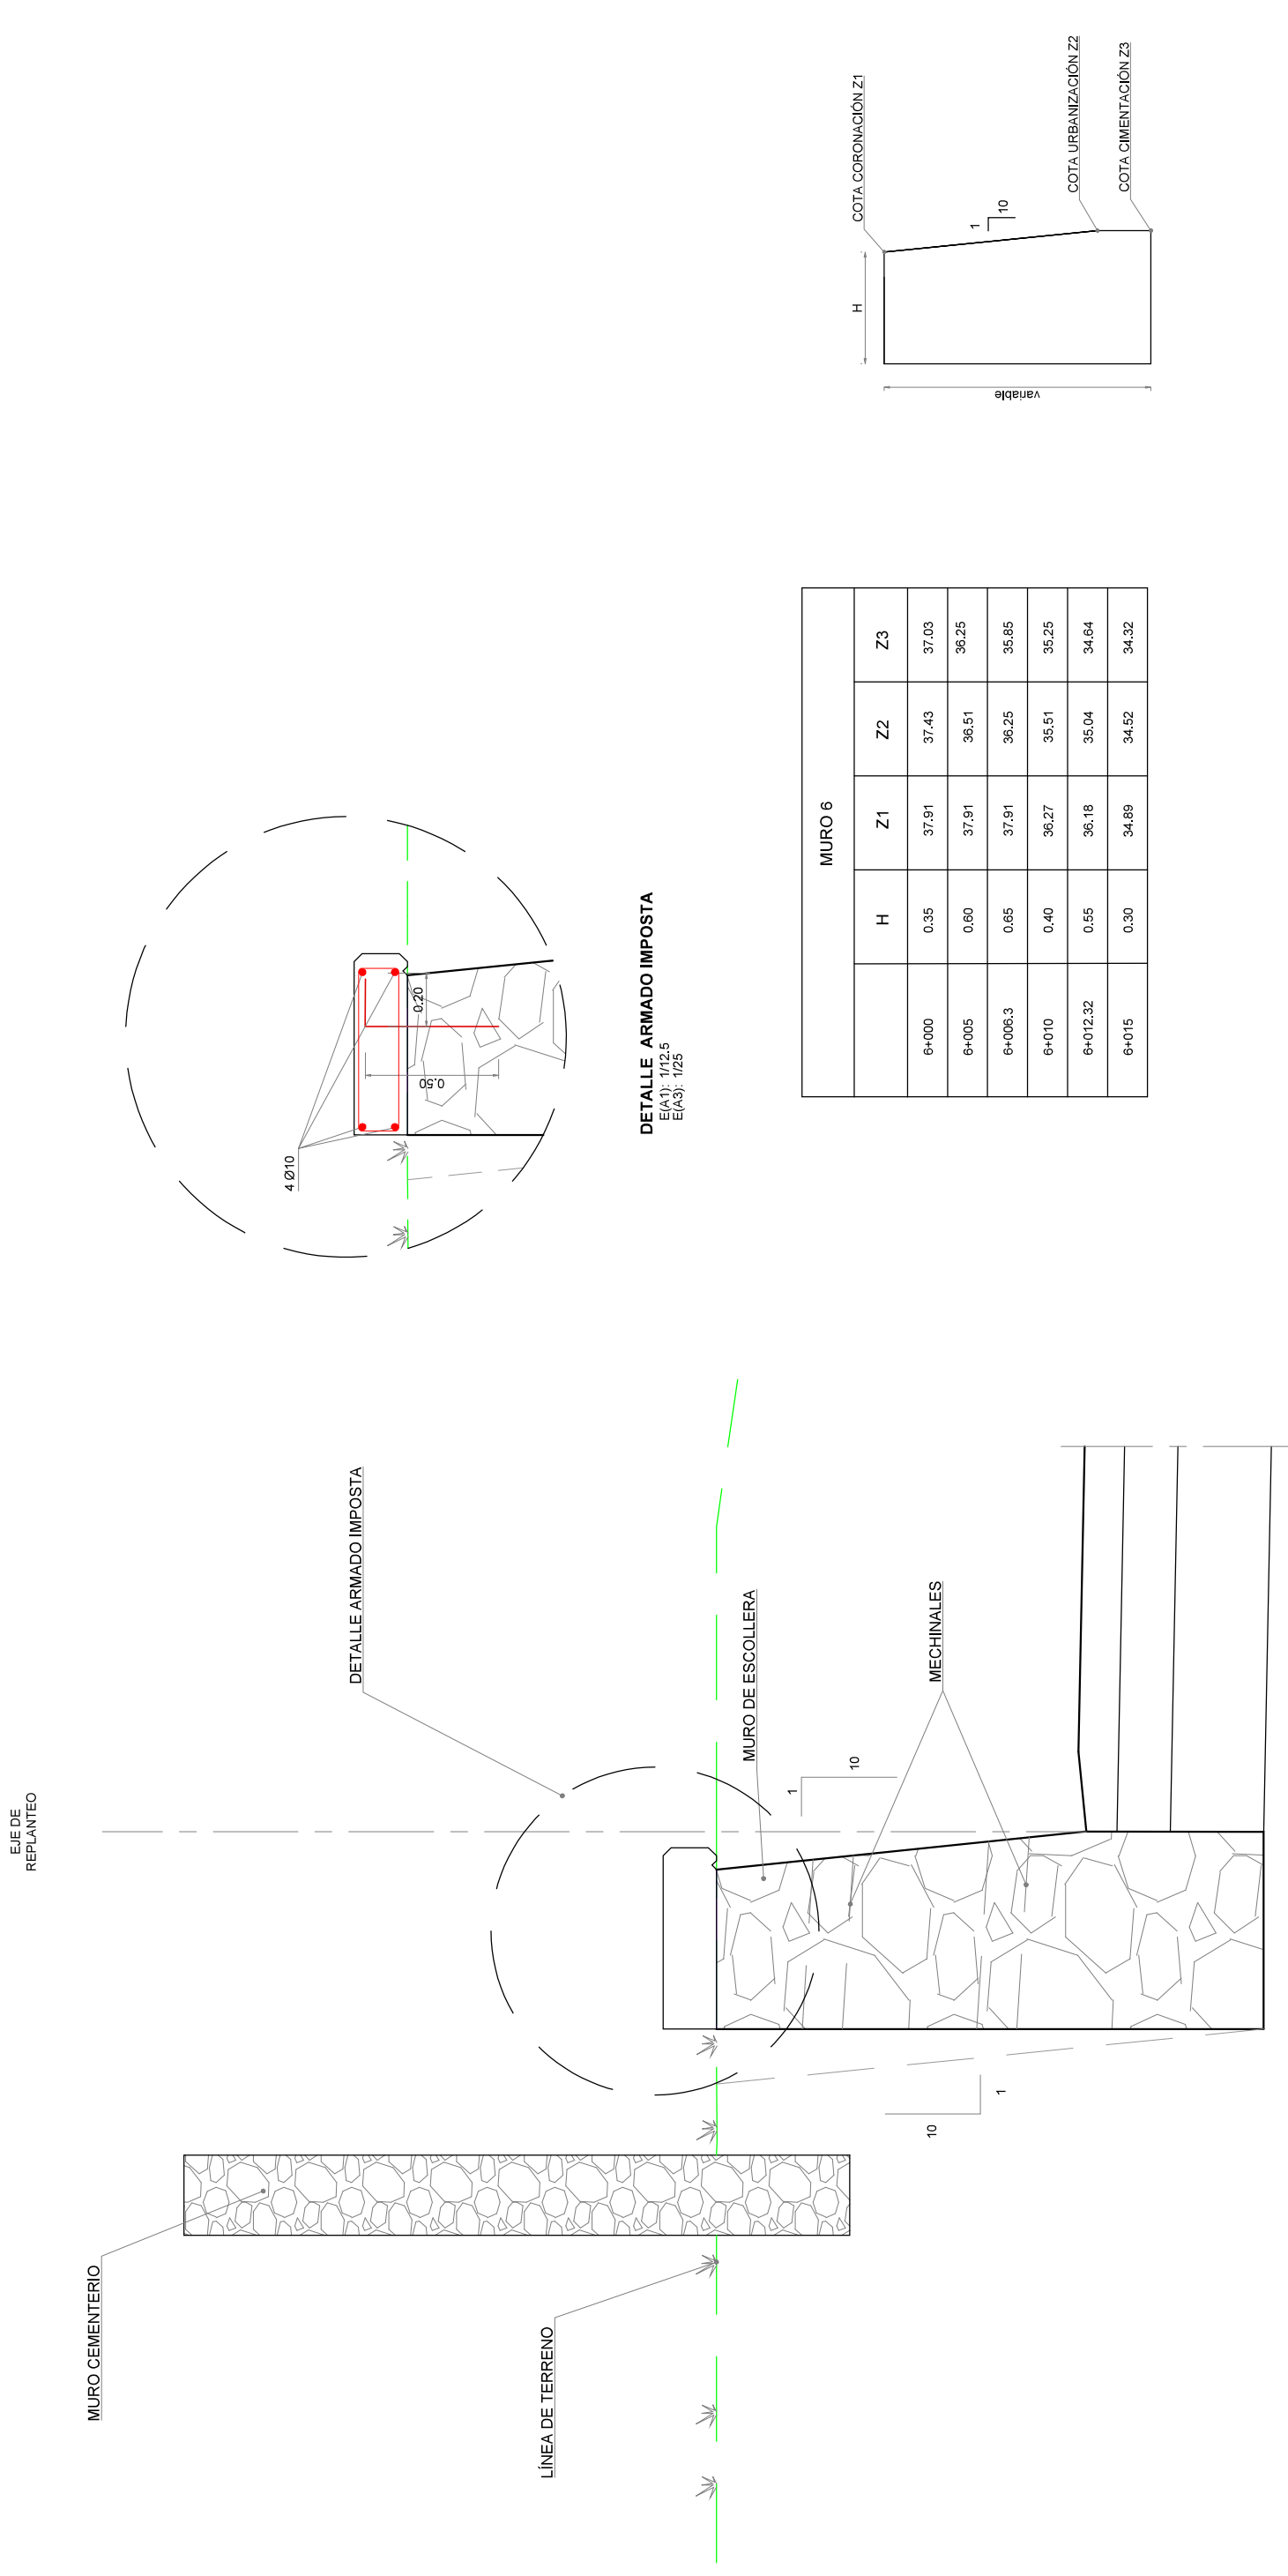 EJE DE
REPLANTEO
MURO CEMENTERIO
LÍNEA DE TERRENO
DETALLE ARMADO IMPOSTA
MURO DE ESCOLLERA
MECHINALES
1
10
10
1
4 Ø10
0.50
0.20
DETALLE ARMADO IMPOSTA
E(A1): 1/12.5
E(A3): 1/25
MURO 6
H Z1 Z2 Z3
6+000 0.35 37.91 37.43 37.03
6+005 0.60 37.91 36.51 36.25
6+006.3 0.65 37.91 36.25 35.85
6+010 0.40 36.27 35.51 35.25
6+012.32 0.55 36.18 35.04 34.64
6+015 0.30 34.89 34.52 34.32
COTA CORONACIÓN Z1
H
1
10
variable
COTA URBANIZACIÓN Z2
COTA CIMENTACIÓN Z3